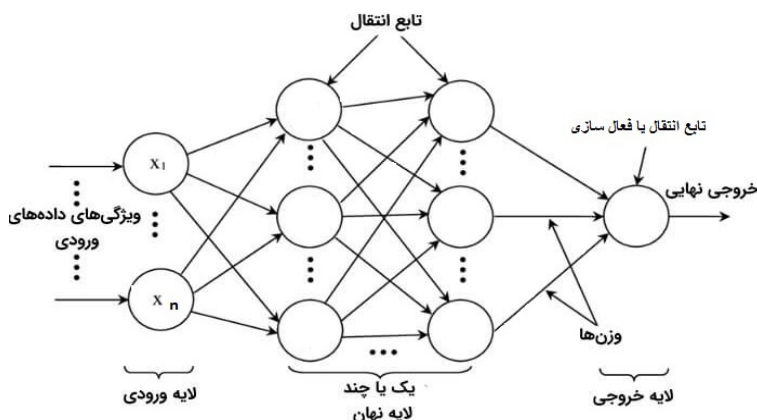 تابع انتقال
تابع انتقال یا فعال سازی
خروجی نهایی
X1
ویژگی‌های داده‌های
ورودی
X n
وزن‌ها
لایه ورودی
یک یا چند
لایه نهان
لایه خروجی